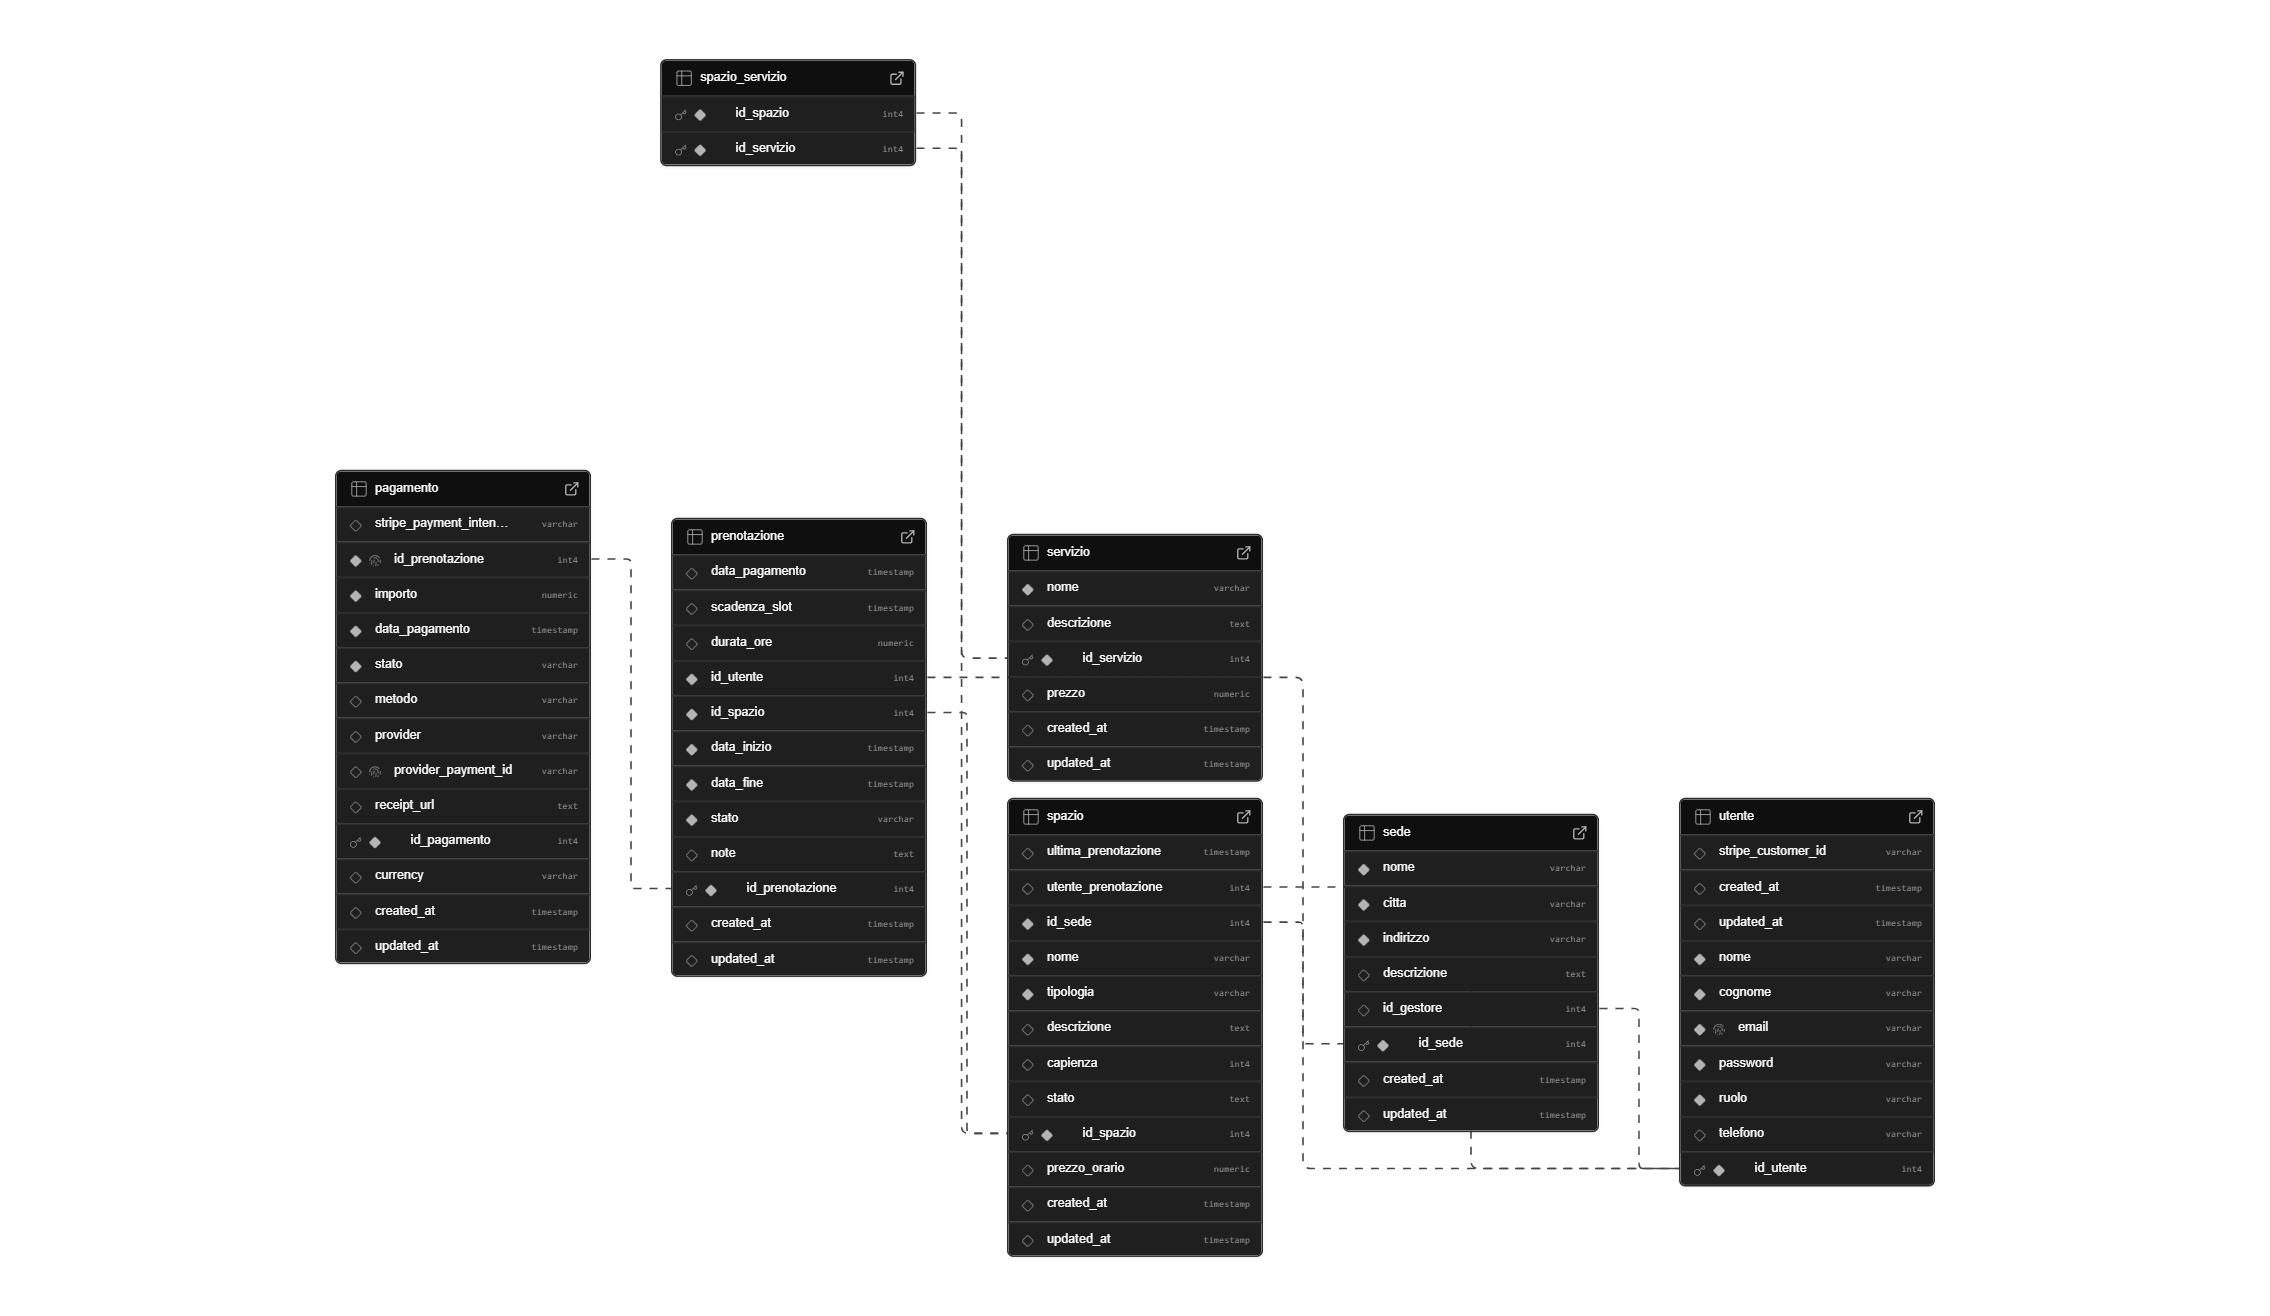 spazio_servizio
id_spazio int4
id_servizio int4
pagamento
stripe_payment_inten... varchar
id_prenotazione int4
importo numeric
data_pagamento timestamp
stato varchar
metodo varchar
provider varchar
provider_payment_id varchar
receipt_url text
id_pagamento int4
currency varchar
created_at timestamp
updated_at timestamp
prenotazione
data_pagamento timestamp
scadenza_slot timestamp
durata_ore numeric
id_utente int4
id_spazio int4
data_inizio timestamp
data_fine timestamp
stato varchar
note text
id_prenotazione int4
created_at timestamp
updated_at timestamp
servizio
nome varchar
descrizione text
id_servizio int4
prezzo numeric
created_at timestamp
updated_at timestamp
spazio
ultima_prenotazione timestamp
utente_prenotazione int4
id_sede int4
nome varchar
tipologia varchar
descrizione text
capienza int4
stato text
id_spazio int4
prezzo_orario numeric
created_at timestamp
updated_at timestamp
sede
nome varchar
citta varchar
indirizzo varchar
descrizione text
id_gestore int4
id_sede int4
created_at timestamp
updated_at timestamp
utente
stripe_customer_id varchar
created_at timestamp
updated_at timestamp
nome varchar
cognome varchar
email varchar
password varchar
ruolo varchar
telefono varchar
id_utente int4